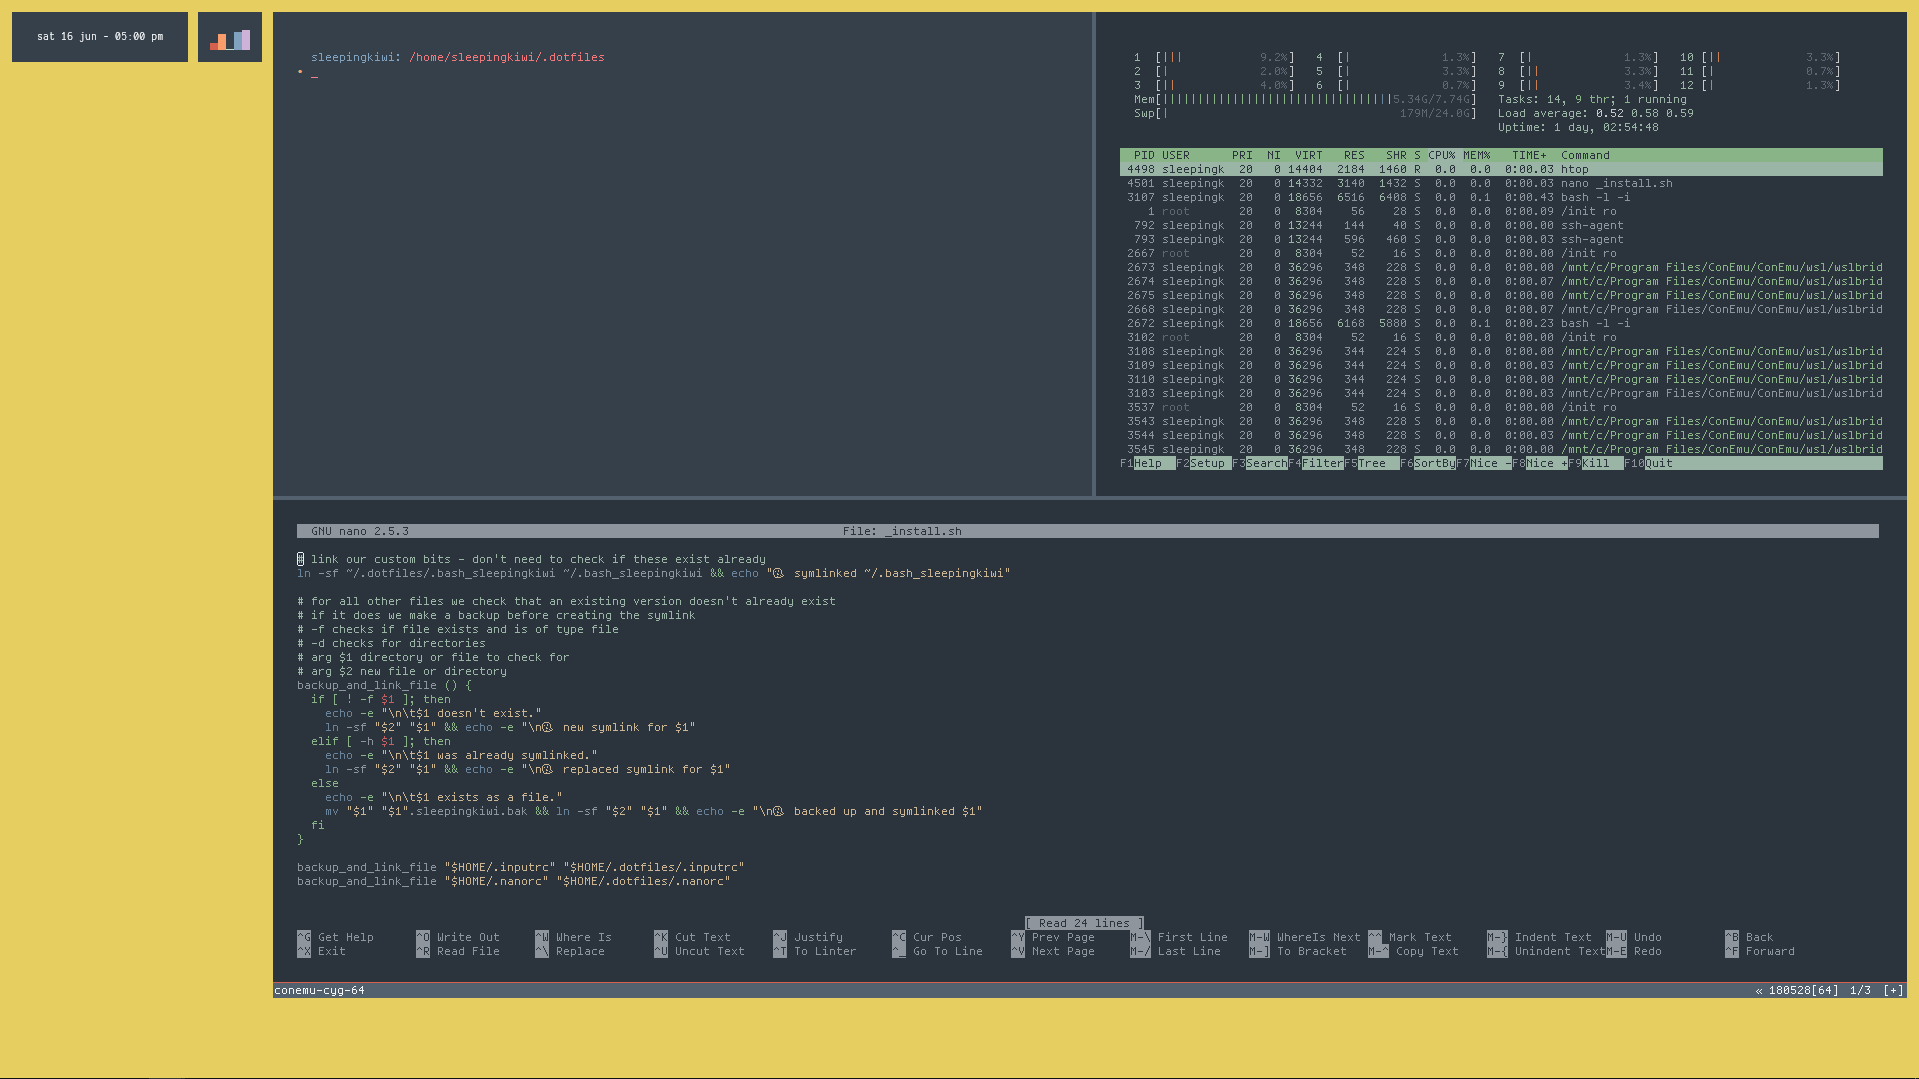 sat 16 jun - 05:00 pm
sleepingkiwi: /home/sleepingkiwi/.dotfiles
• _
1 [||| 9.2%] 4 [| 1.3%] 7 [| 1.3%] 10 [|| 3.3%]
2 [| 2.0%] 5 [| 3.3%] 8 [|| 3.3%] 11 [| 0.7%]
3 [|| 4.0%] 6 [| 0.7%] 9 [|| 3.4%] 12 [| 1.3%]
Mem[|||||||||||||||||||||||||||||||||5.34G/7.74G] Tasks: 14, 9 thr; 1 running
Swp[| 179M/24.0G] Load average: 0.52 0.58 0.59
Uptime: 1 day, 02:54:48
PID USER PRI NI VIRT RES SHR S CPU% MEM% TIME+ Command
4498 sleepingk 20 0 14404 2184 1460 R 0.0 0.0 0:00.03 htop
4501 sleepingk 20 0 14332 3140 1432 S 0.0 0.0 0:00.03 nano _install.sh
3107 sleepingk 20 0 18656 6516 6408 S 0.0 0.1 0:00.43 bash -l -i
1 root 20 0 8304 56 28 S 0.0 0.0 0:00.09 /init ro
792 sleepingk 20 0 13244 144 40 S 0.0 0.0 0:00.00 ssh-agent
793 sleepingk 20 0 13244 596 460 S 0.0 0.0 0:00.03 ssh-agent
2667 root 20 0 8304 52 16 S 0.0 0.0 0:00.00 /init ro
2673 sleepingk 20 0 36296 348 228 S 0.0 0.0 0:00.00 /mnt/c/Program Files/ConEmu/ConEmu/wsl/wslbrid
2674 sleepingk 20 0 36296 348 228 S 0.0 0.0 0:00.07 /mnt/c/Program Files/ConEmu/ConEmu/wsl/wslbrid
2675 sleepingk 20 0 36296 348 228 S 0.0 0.0 0:00.00 /mnt/c/Program Files/ConEmu/ConEmu/wsl/wslbrid
2668 sleepingk 20 0 36296 348 228 S 0.0 0.0 0:00.07 /mnt/c/Program Files/ConEmu/ConEmu/wsl/wslbrid
2672 sleepingk 20 0 18656 6168 5880 S 0.0 0.1 0:00.23 bash -l -i
3102 root 20 0 8304 52 16 S 0.0 0.0 0:00.00 /init ro
3108 sleepingk 20 0 36296 344 224 S 0.0 0.0 0:00.00 /mnt/c/Program Files/ConEmu/ConEmu/wsl/wslbrid
3109 sleepingk 20 0 36296 344 224 S 0.0 0.0 0:00.03 /mnt/c/Program Files/ConEmu/ConEmu/wsl/wslbrid
3110 sleepingk 20 0 36296 344 224 S 0.0 0.0 0:00.00 /mnt/c/Program Files/ConEmu/ConEmu/wsl/wslbrid
3103 sleepingk 20 0 36296 344 224 S 0.0 0.0 0:00.03 /mnt/c/Program Files/ConEmu/ConEmu/wsl/wslbrid
3537 root 20 0 8304 52 16 S 0.0 0.0 0:00.00 /init ro
3543 sleepingk 20 0 36296 348 228 S 0.0 0.0 0:00.00 /mnt/c/Program Files/ConEmu/ConEmu/wsl/wslbrid
3544 sleepingk 20 0 36296 348 228 S 0.0 0.0 0:00.03 /mnt/c/Program Files/ConEmu/ConEmu/wsl/wslbrid
3545 sleepingk 20 0 36296 348 228 S 0.0 0.0 0:00.00 /mnt/c/Program Files/ConEmu/ConEmu/wsl/wslbrid
F1Help F2Setup F3SearchF4FilterF5Tree F6SortByF7Nice -F8Nice +F9Kill F10Quit
GNU nano 2.5.3 File: _install.sh
# link our custom bits - don't need to check if these exist already
ln -sf ~/.dotfiles/.bash_sleepingkiwi ~/.bash_sleepingkiwi && echo " symlinked ~/.bash_sleepingkiwi"
# for all other files we check that an existing version doesn't already exist
# if it does we make a backup before creating the symlink
# -f checks if file exists and is of type file
# -d checks for directories
# arg $1 directory or file to check for
# arg $2 new file or directory
backup_and_link_file () {
if [ ! -f $1 ]; then
echo -e "\n\t$1 doesn't exist."
ln -sf "$2" "$1" && echo -e "\n new symlink for $1"
elif [ -h $1 ]; then
echo -e "\n\t$1 was already symlinked."
ln -sf "$2" "$1" && echo -e "\n replaced symlink for $1"
else
echo -e "\n\t$1 exists as a file."
mv "$1" "$1".sleepingkiwi.bak && ln -sf "$2" "$1" && echo -e "\n backed up and symlinked $1"
fi
}
backup_and_link_file "$HOME/.inputrc" "$HOME/.dotfiles/.inputrc"
backup_and_link_file "$HOME/.nanorc" "$HOME/.dotfiles/.nanorc"
[ Read 24 lines ]
^G Get Help ^O Write Out ^W Where Is ^K Cut Text ^J Justify ^C Cur Pos ^Y Prev Page M-\ First Line M-W WhereIs Next ^^ Mark Text M-} Indent Text M-U Undo ^B Back
^X Exit ^R Read File ^\ Replace ^U Uncut Text ^T To Linter ^_ Go To Line ^V Next Page M-/ Last Line M-] To Bracket M-^ Copy Text M-{ Unindent TextM-E Redo ^F Forward
conemu-cyg-64 « 180528[64] 1/3 [+]